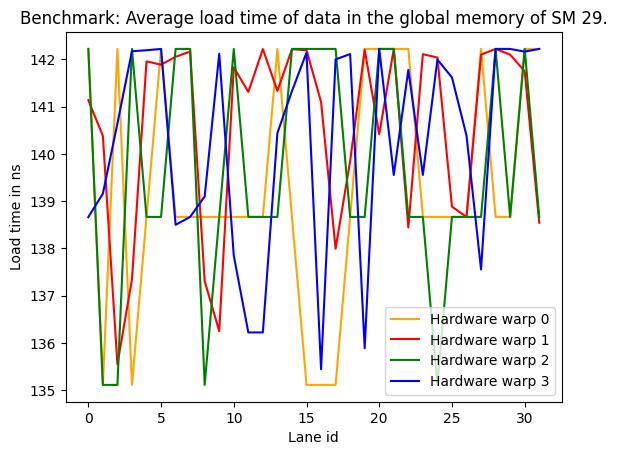 Benchmark: Average load time of data in the global memory of SM 29.
142
141
140
139
138
137
136
135
Load time in ns
0 5 10 15 20 25 30
Lane id
Hardware warp 0
Hardware warp 1
Hardware warp 2
Hardware warp 3